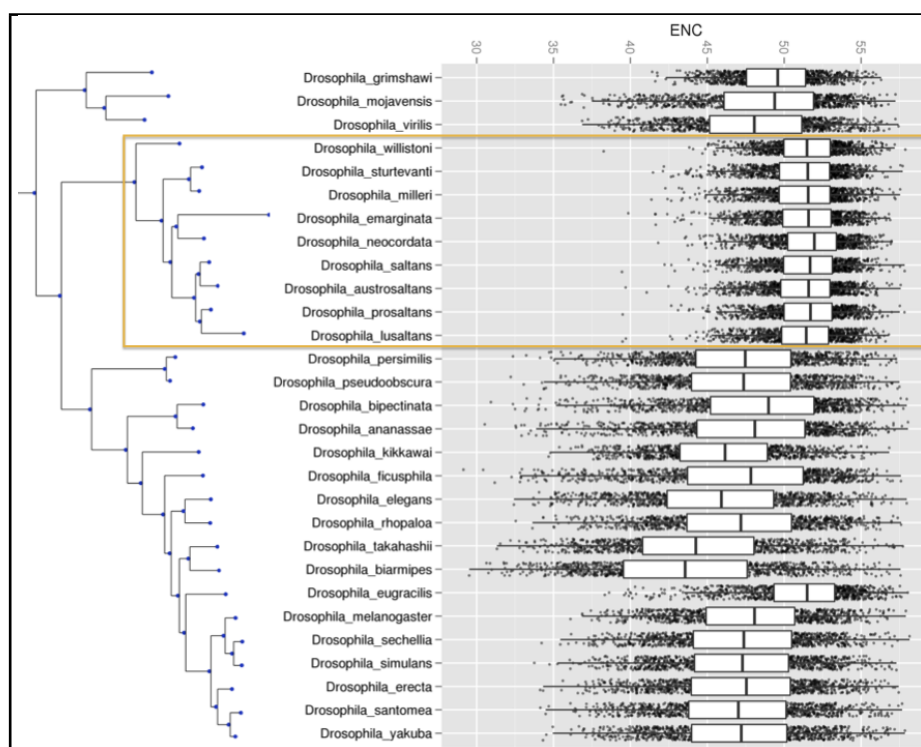 ENC
30 35 40 45 50 55
Drosophila_grimshawi
Drosophila_mojavensis
Drosophila_virilis
Drosophila_willistoni
Drosophila_sturtevanti
Drosophila_milleri
Drosophila_emarginata
Drosophila_neocordata
Drosophila_saltans
Drosophila_austrosaltans
Drosophila_prosaltans
Drosophila_lusaltans
Drosophila_persimilis
Drosophila_pseudoobscura
Drosophila_bipectinata
Drosophila_ananassae
Drosophila_kikkawai
Drosophila_ficusphila
Drosophila_elegans
Drosophila_rhopaloa
Drosophila_takahashii
Drosophila_biarmipes
Drosophila_eugracilis
Drosophila_melanogaster
Drosophila_sechellia
Drosophila_simulans
Drosophila_erecta
Drosophila_santomea
Drosophila_yakuba